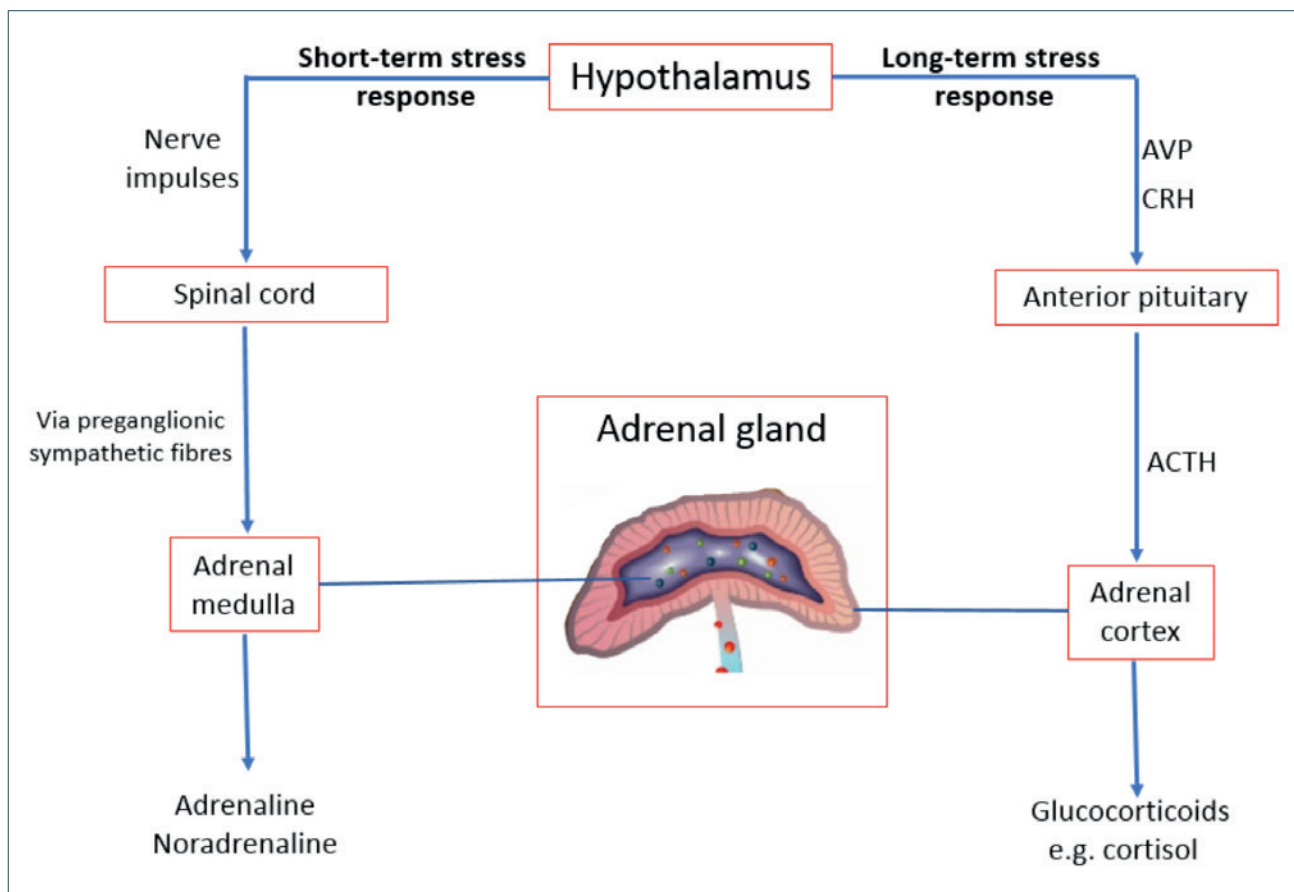 Short-term stress
response
Hypothalamus
Long-term stress
response
Nerve
impulses
AVP
CRH
Spinal cord
Anterior pituitary
Via preganglionic
sympathetic fibres
Adrenal gland
ACTH
Adrenal
medulla
Adrenal
cortex
Adrenaline
Noradrenaline
Glucocorticoids
e.g. cortisol